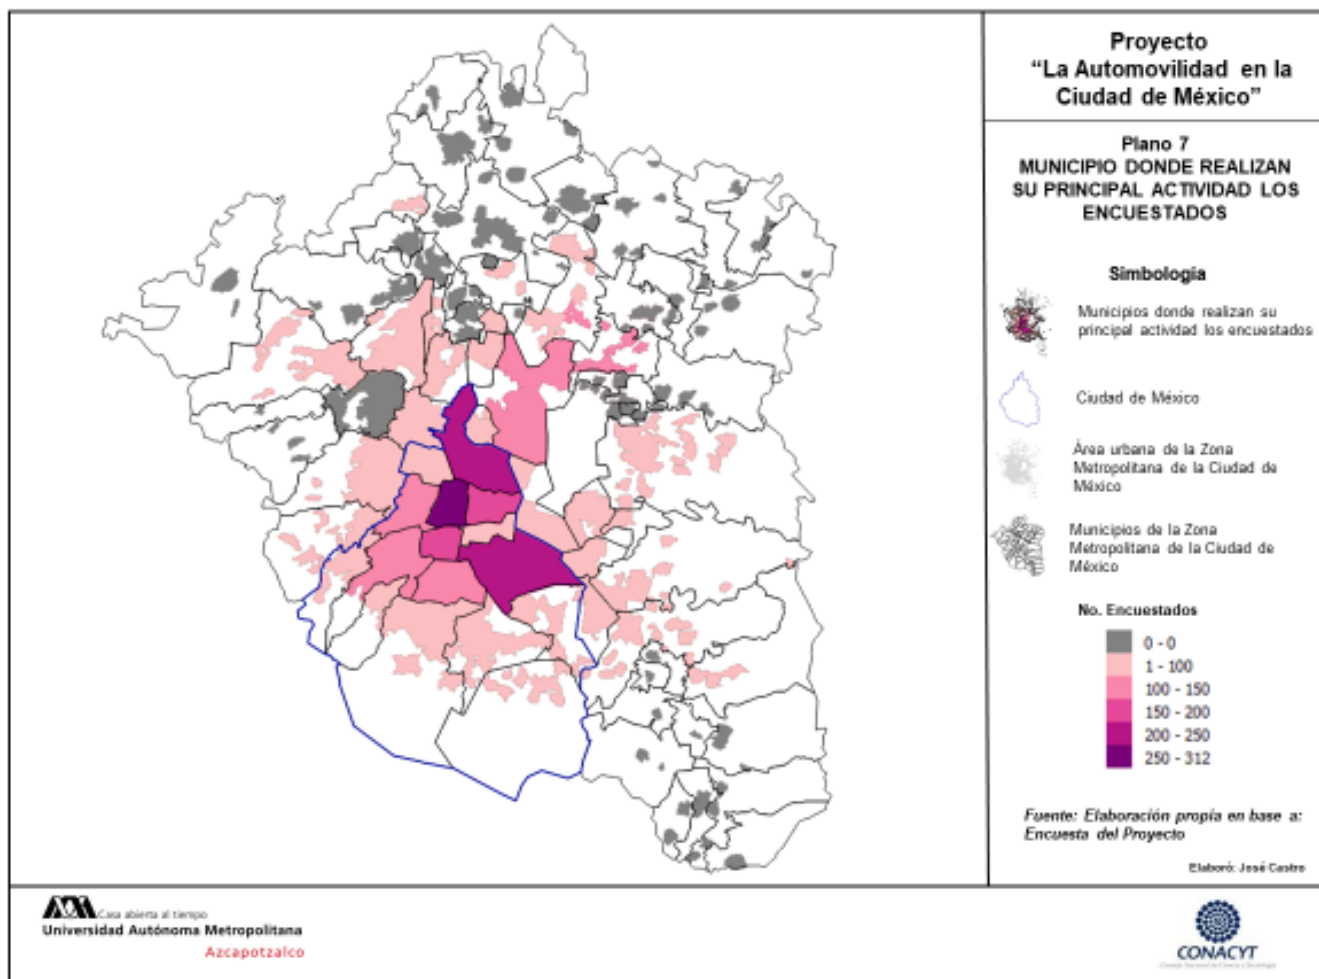 Proyecto
“La Automovilidad en la
Ciudad de México”
Plano 7
MUNICIPIO DONDE REALIZAN
SU PRINCIPAL ACTIVIDAD LOS
ENCUESTADOS
Simbología
Municipios donde realizan su
principal actividad los encuestados
Ciudad de México
Área urbana de la Zona
Metropolitana de la Ciudad de
México
Municipios de la Zona
Metropolitana de la Ciudad de
México
No. Encuestados
0 - 0
1 - 100
100 - 150
150 - 200
200 - 250
250 - 312
Fuente: Elaboración propia en base a:
Encuesta del Proyecto
Elaboró: José Castro
Casa abierta al tiempo
Universidad Autónoma Metropolitana
Azcapotzalco
CONACYT